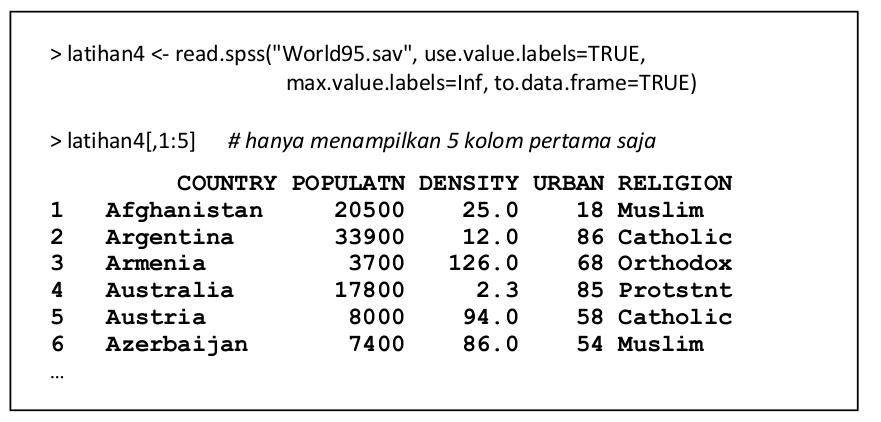 > latihan4 <- read.spss("World95.sav", use.value.labels=TRUE,
max.value.labels=Inf, to.data.frame=TRUE)
> latihan4[,1:5] # hanya menampilkan 5 kolom pertama saja
COUNTRY POPULATN DENSITY URBAN RELIGION
1 Afghanistan 20500 25.0 18 Muslim
2 Argentina 33900 12.0 86 Catholic
3 Armenia 3700 126.0 68 Orthodox
4 Australia 17800 2.3 85 Protstnt
5 Austria 8000 94.0 58 Catholic
6 Azerbaijan 7400 86.0 54 Muslim
…